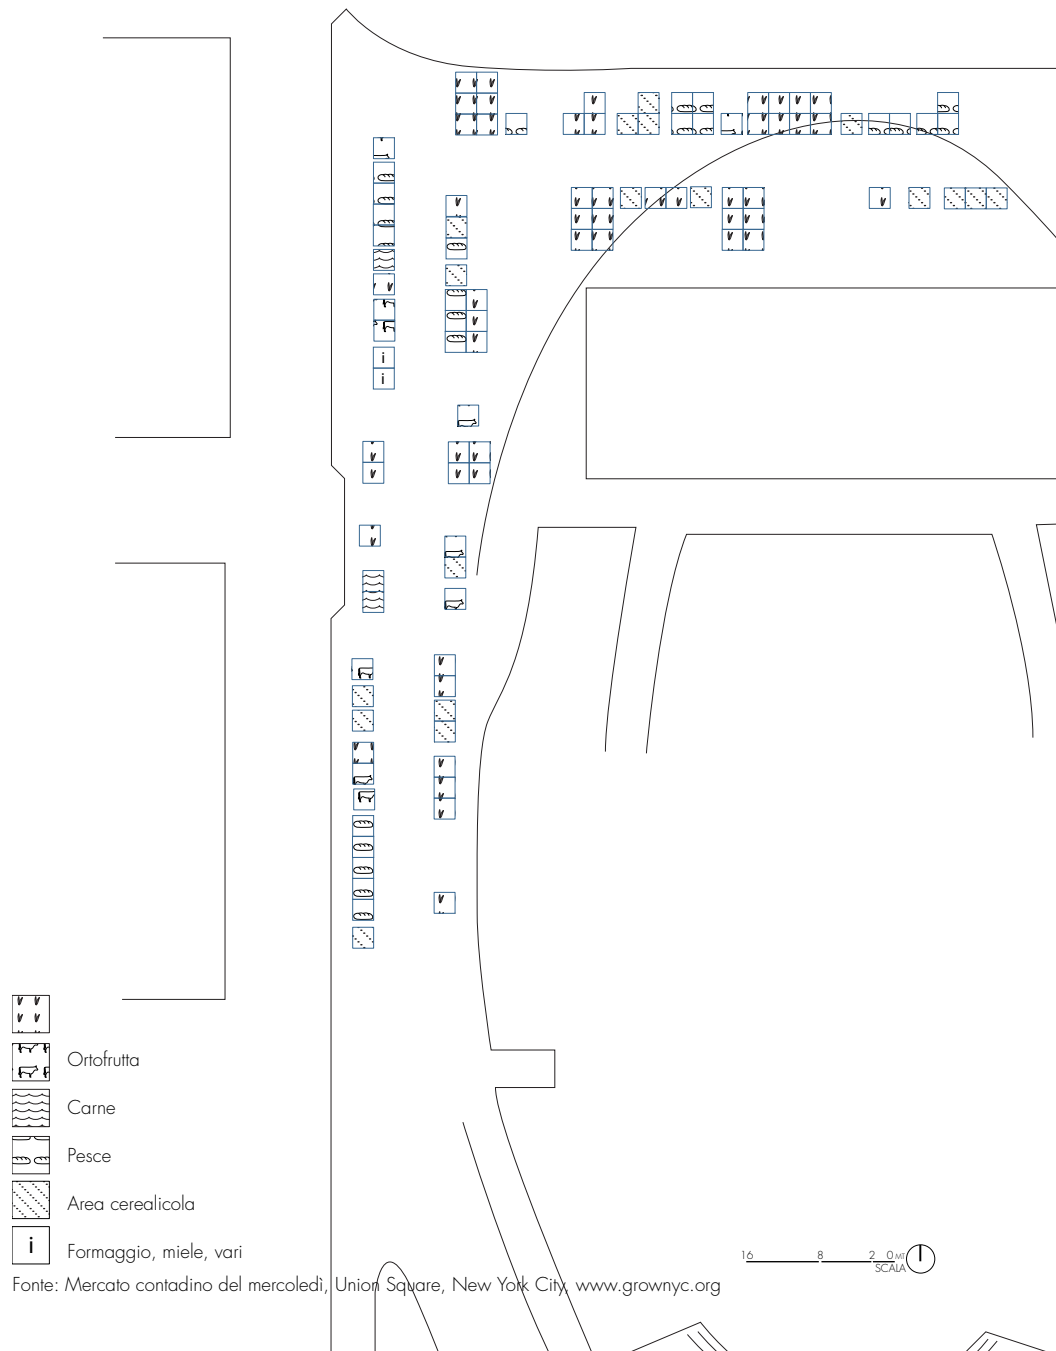 i
i
Ortofrutta
Carne
Pesce
Area cerealicola
i
Formaggio, miele, vari
16 8 2 0 MT
SCALA
Fonte: Mercato contadino del mercoledì, Union Square, New York City, www.grownyc.org